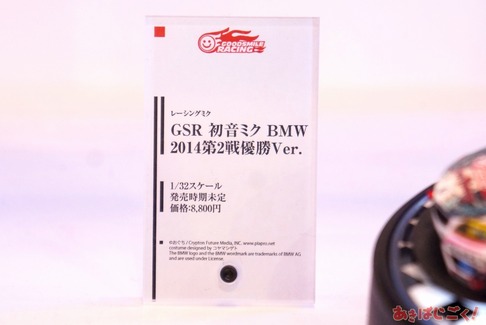 GOODSMILE
RACING
レーシングミク
GSR 初音ミク BMW
2014第2戦優勝Ver.
1/32スケール
発売時期未定
価格:8,800円
©おぐち / Crypton Future Media, INC. www.piapro.net
costume designed by コヤマシゲト
The BMW logo and the BMW wordmark are trademarks of BMW AG
and are used under License.
あきばじごく!